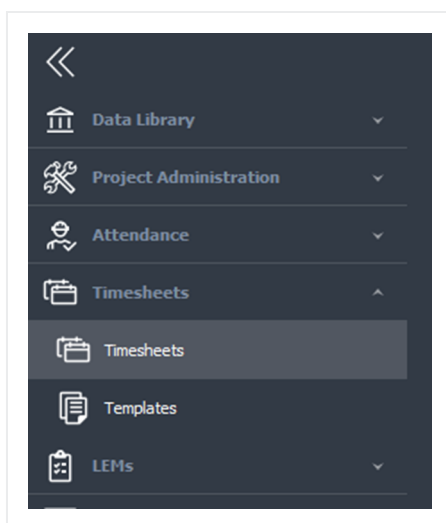 Data Library
Project Administration
Attendance
Timesheets
Timesheets
Templates
LEMs